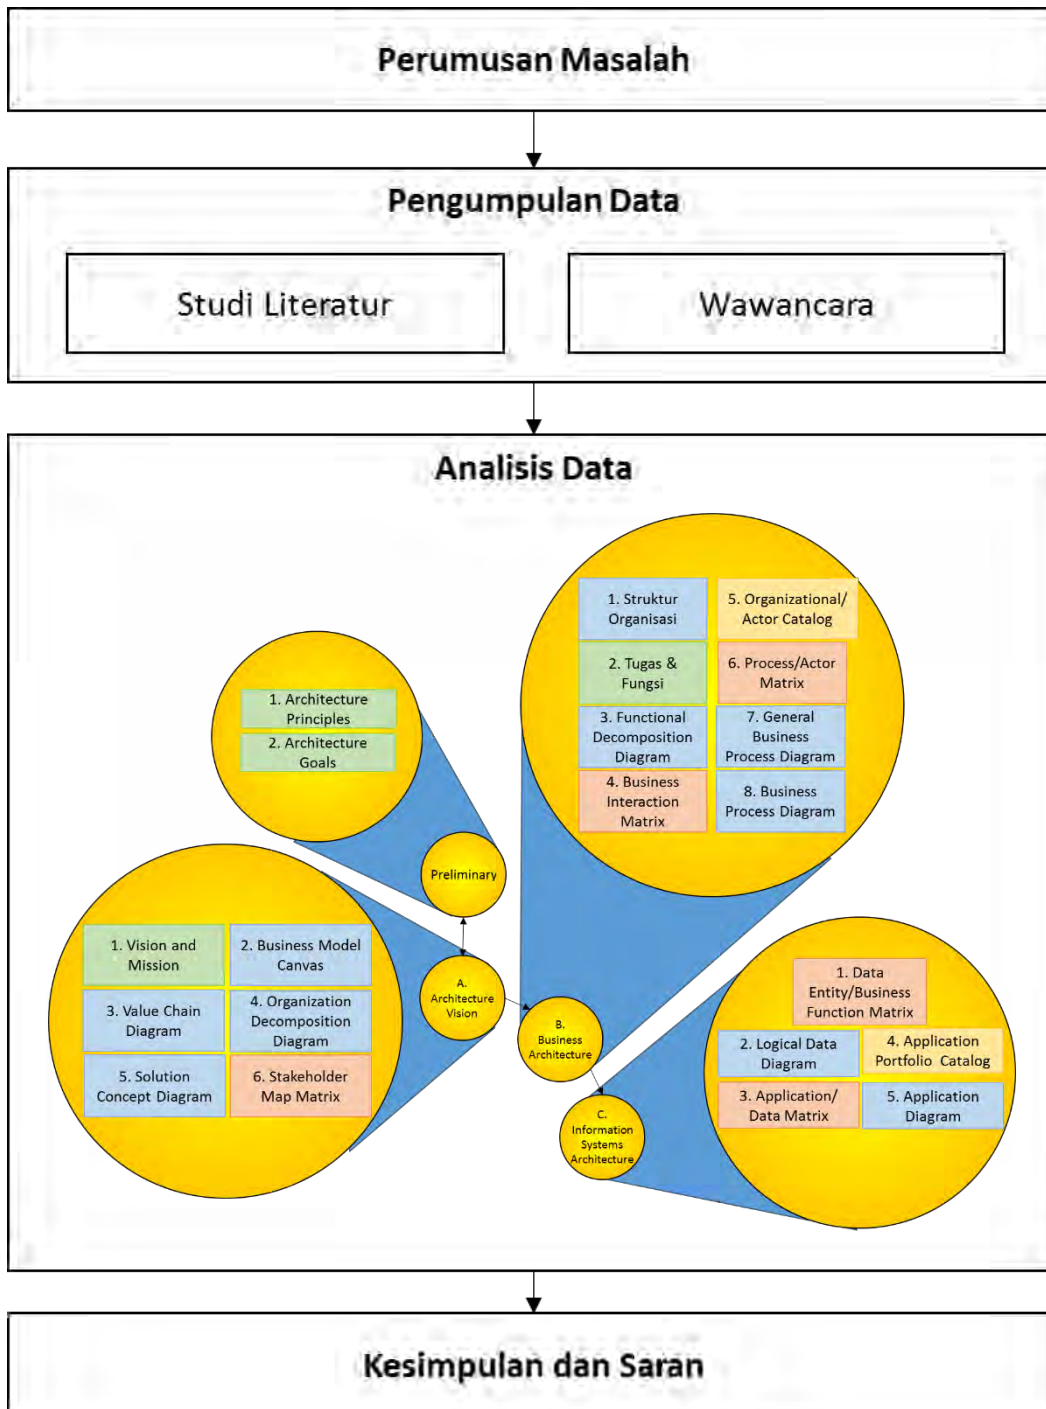 Perumusan Masalah
Pengumpulan Data
Studi Literatur
Wawancara
Analisis Data
1. Architecture
Principles
2. Architecture
Goals
Preliminary
1. Struktur
Organisasi
2. Tugas &
Fungsi
3. Functional
Decomposition
Diagram
4. Business
Interaction
Matrix
5. Organizational/
Actor Catalog
6. Process/Actor
Matrix
7. General
Business
Process Diagram
8. Business
Process Diagram
1. Vision and
Mission
2. Business Model
Canvas
3. Value Chain
Diagram
4. Organization
Decomposition
Diagram
5. Solution
Concept Diagram
6. Stakeholder
Map Matrix
A.
Architecture
Vision
B.
Business
Architecture
C.
Information
Systems
Architecture
1. Data
Entity/Business
Function Matrix
2. Logical Data
Diagram
3. Application/
Data Matrix
4. Application
Portfolio Catalog
5. Application
Diagram
Kesimpulan dan Saran